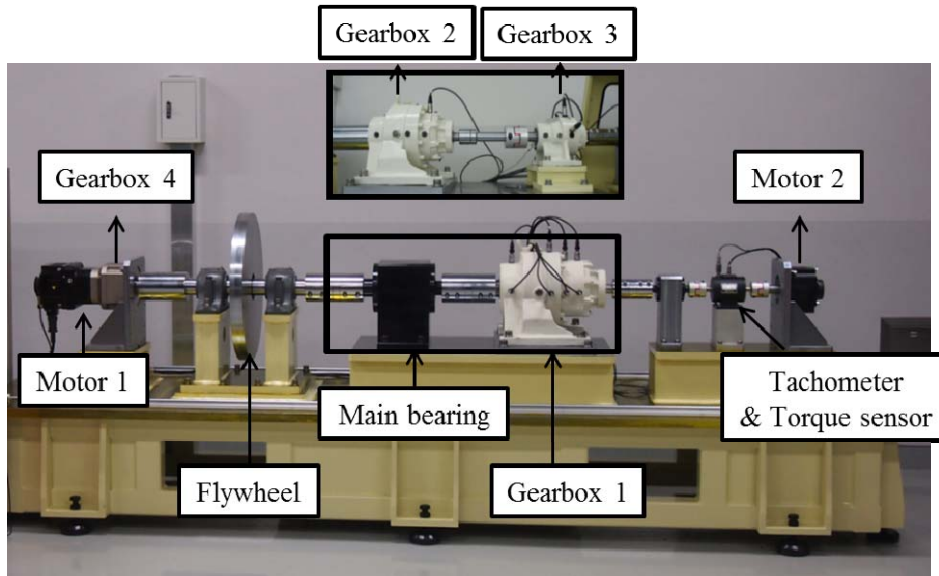 Gearbox 2
Gearbox 3
Gearbox 4
Motor 2
Motor 1
Main bearing
Tachometer
& Torque sensor
Flywheel
Gearbox 1